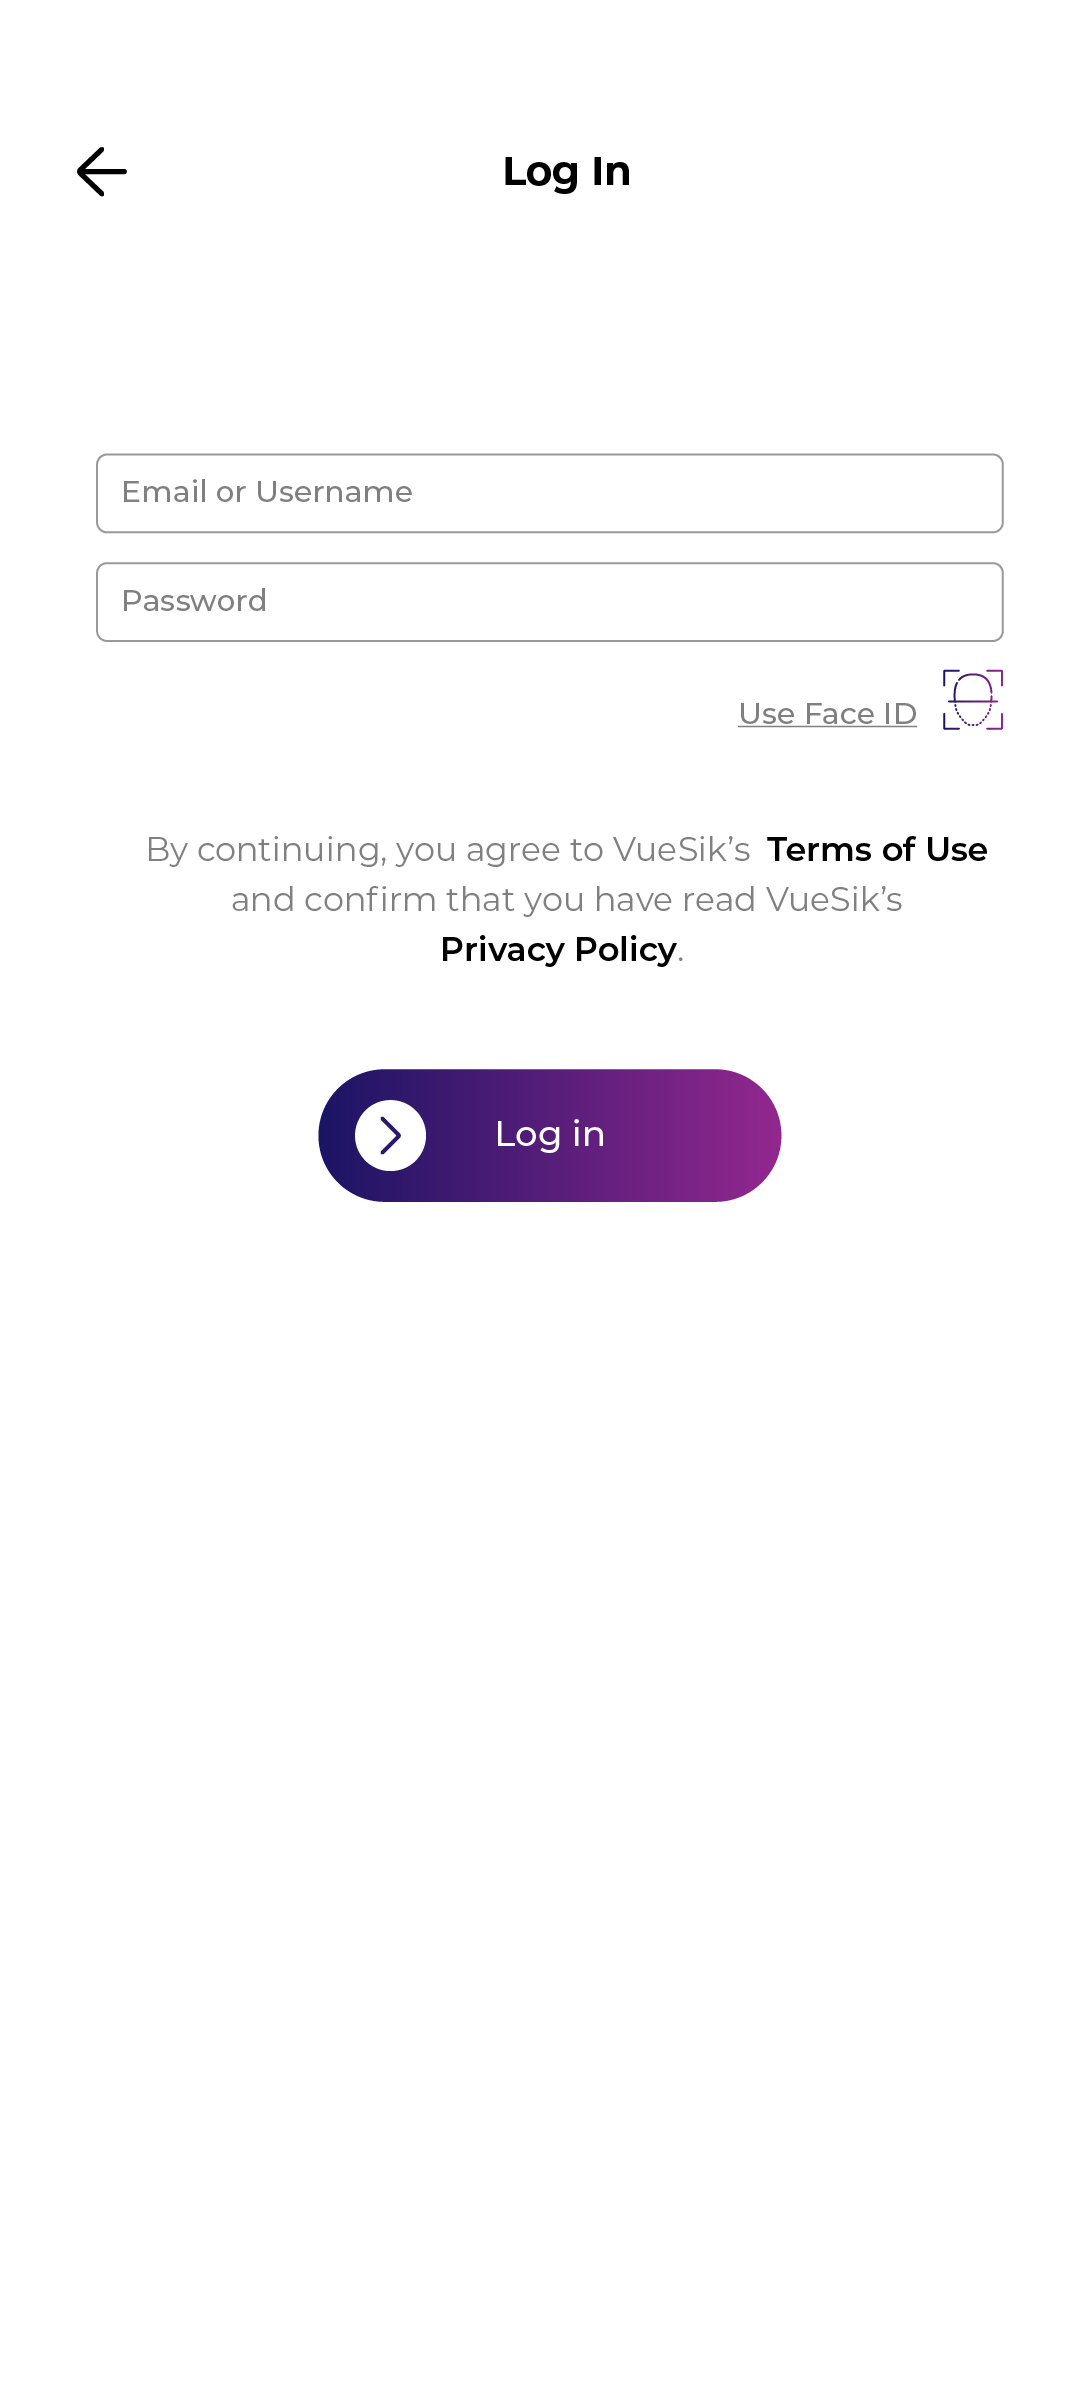 Log In
Email or Username
Password
Use Face ID
By continuing, you agree to VueSik’s Terms of Use
and confirm that you have read VueSik’s
Privacy Policy.
Log in